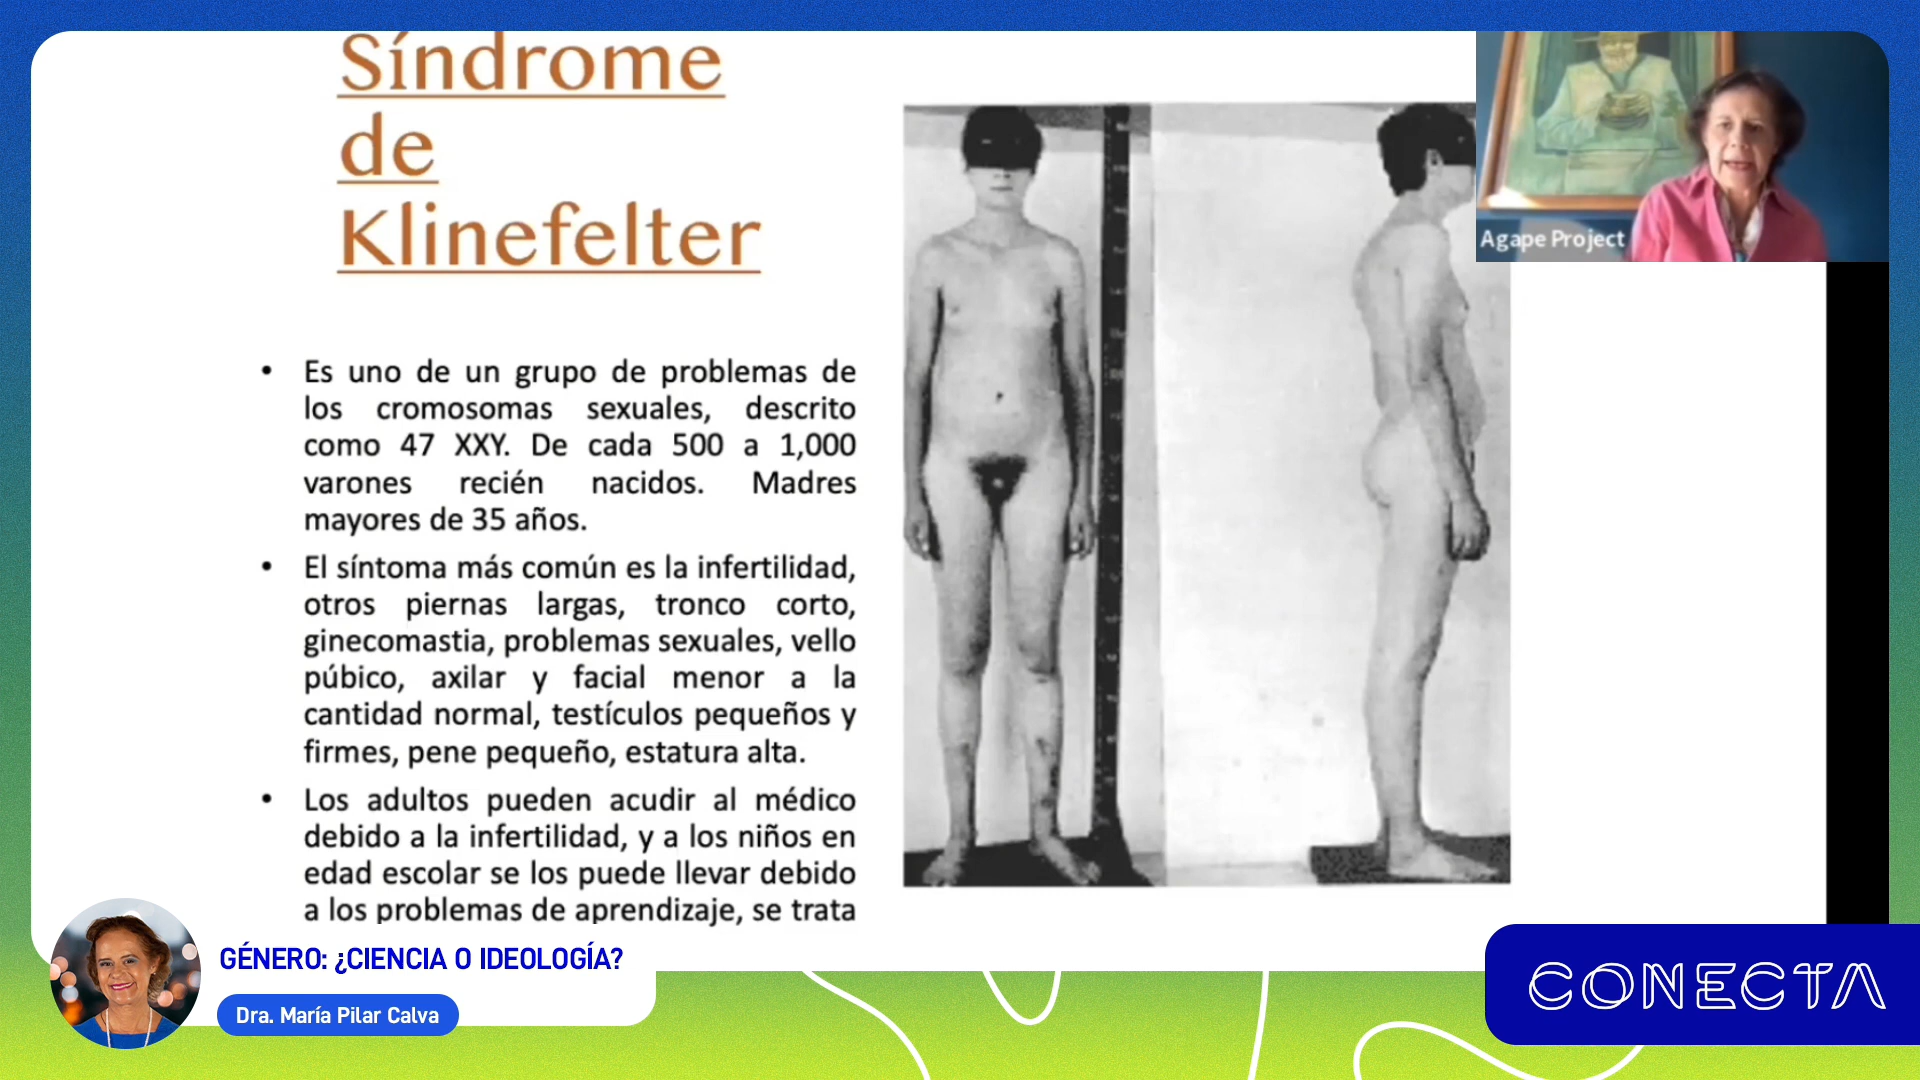 Síndrome
de
Klinefelter
• Es uno de un grupo de problemas de
los cromosomas sexuales, descrito
como 47 XXY. De cada 500 a 1,000
varones recién nacidos. Madres
mayores de 35 años.
• El síntoma más común es la infertilidad,
otros piernas largas, tronco corto,
ginecomastia, problemas sexuales, vello
púbico, axilar y facial menor a la
cantidad normal, testículos pequeños y
firmes, pene pequeño, estatura alta.
• Los adultos pueden acudir al médico
debido a la infertilidad, y a los niños en
edad escolar se los puede llevar debido
a los problemas de aprendizaje, se trata
Agape Project
GÉNERO: ¿CIENCIA O IDEOLOGÍA?
Dra. María Pilar Calva
CONECTA